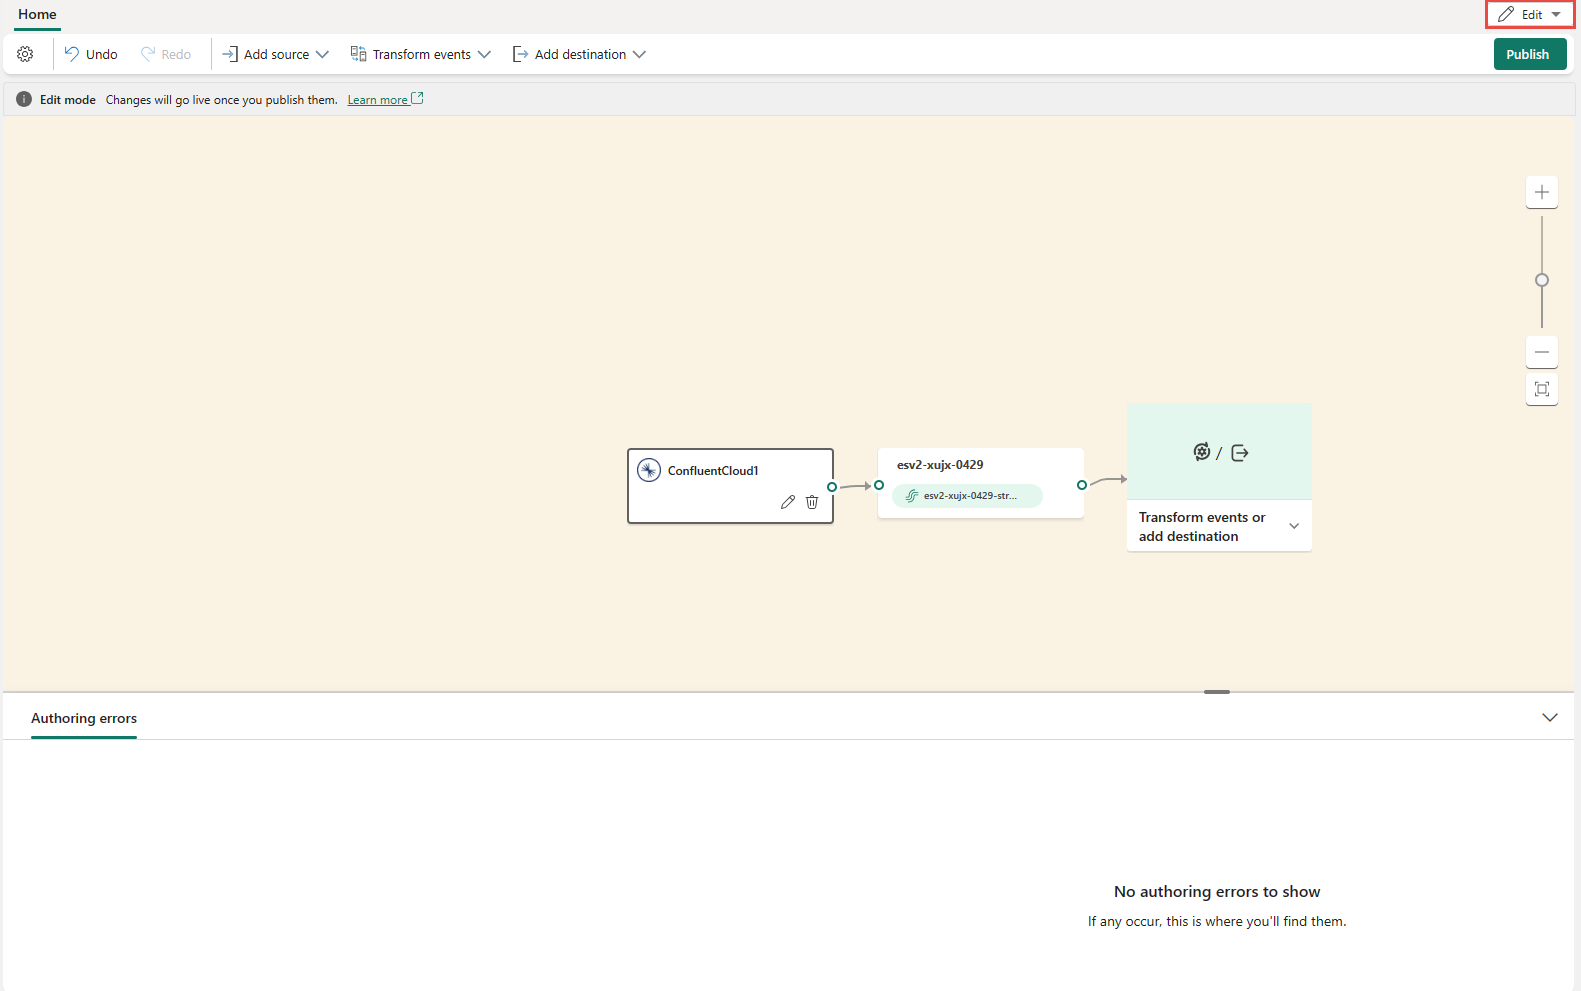 Home
Edit
Undo
Redo
Add source
Transform events
Add destination
Publish
Edit mode Changes will go live once you publish them. Learn more
ConfluentCloud1
esv2-xujx-0429
esv2-xujx-0429-str...
/
Transform events or
add destination
Authoring errors
No authoring errors to show
If any occur, this is where you'll find them.